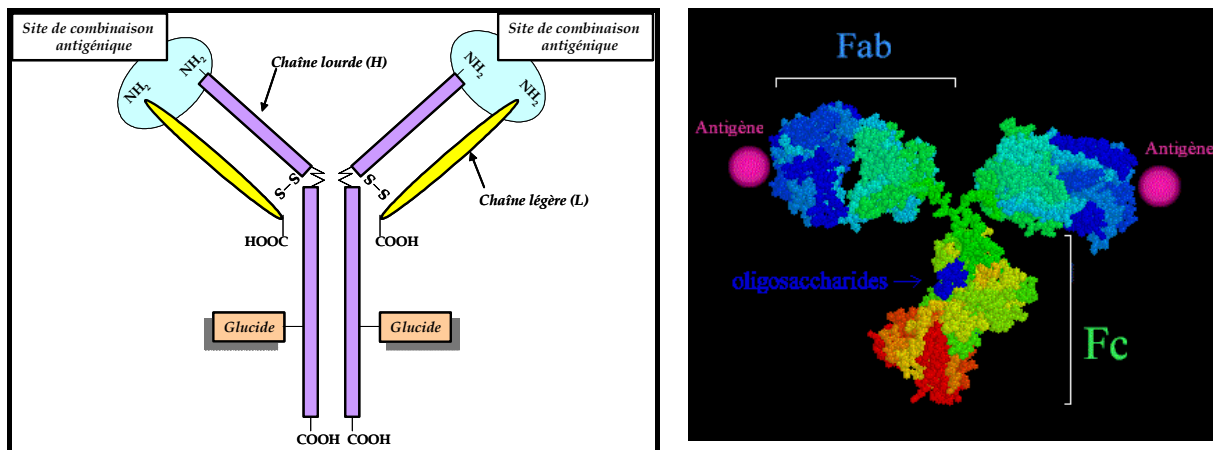 Site de combinaison
antigénique
Site de combinaison
antigénique
NH2
NH2
Chaîne lourde (H)
NH2
NH2
S-S
S-S
Chaîne légère (L)
HOOC
COOH
Glucide
Glucide
COOH
COOH
Fab
Antigène
Antigène
oligosaccharides
Fc